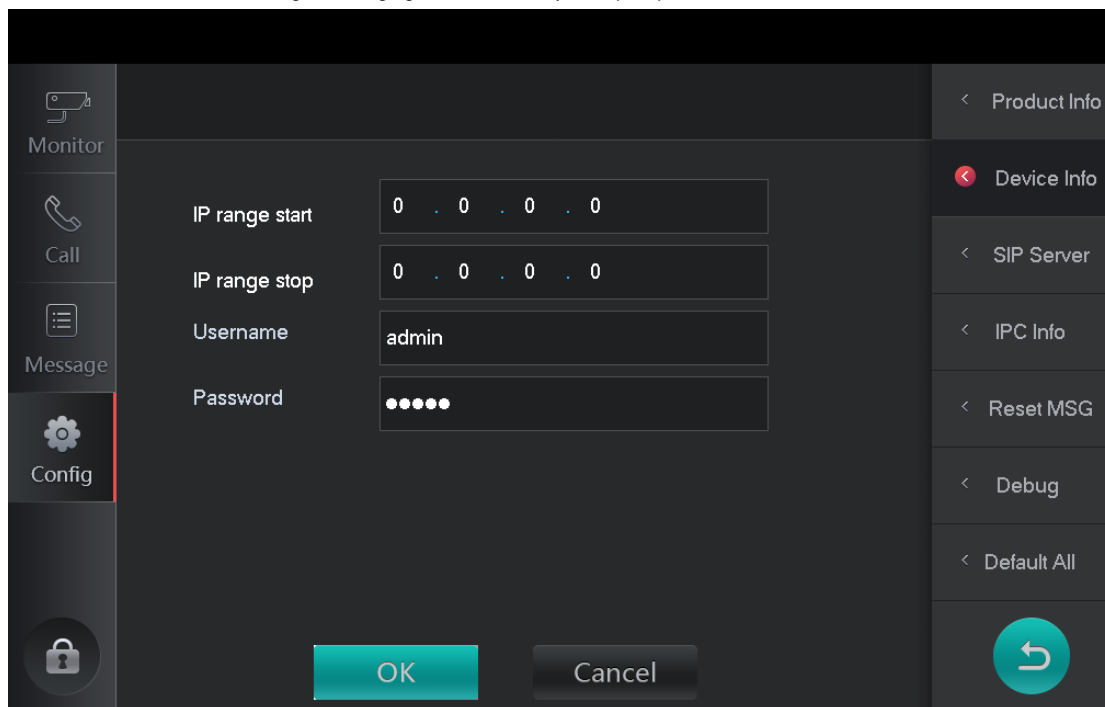 Monitor
Call
Message
Config
IP range start 0 . 0 . 0 . 0
IP range stop 0 . 0 . 0 . 0
Username admin
Password ●●●●●
OK Cancel
< Product Info
< Device Info
< SIP Server
< IPC Info
< Reset MSG
< Debug
< Default All